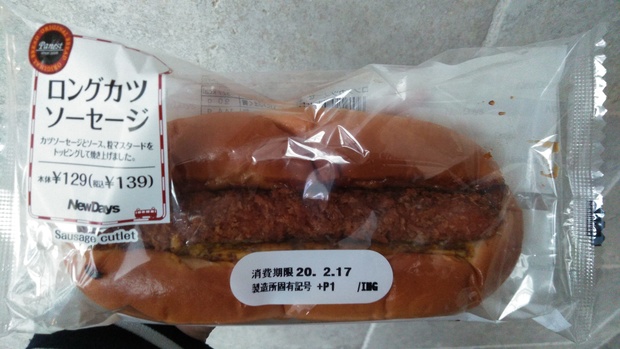 Panest
ロングカツ
ソーセージ
カツソーセージとソース、粒マスタードを
トッピングして焼き上げました。
本体¥129(税込¥139)
NewDays
Sausage cutlet
消費期限 20. 2.17
製造所固有記号 +P1 /IBG